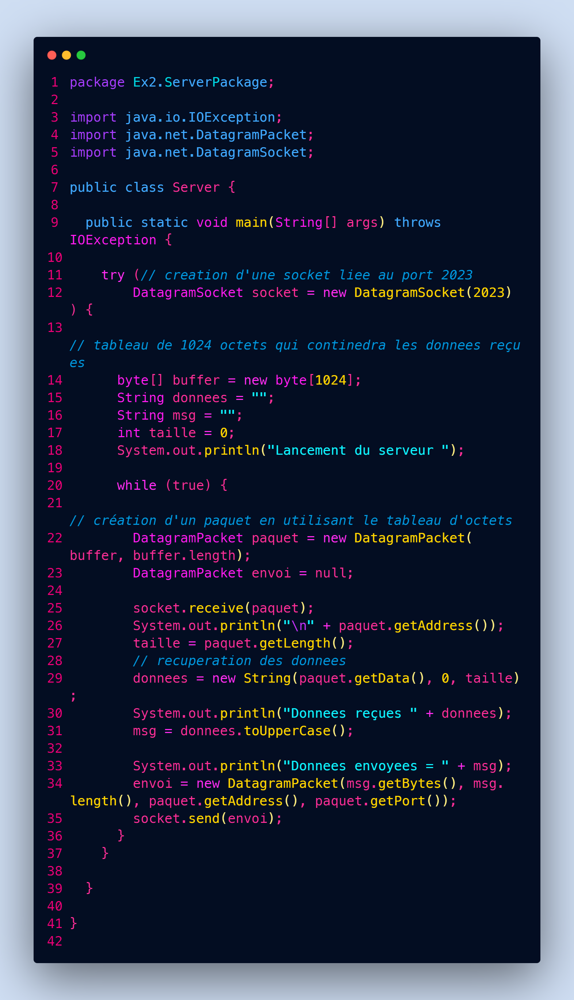 1 package Ex2.ServerPackage;
2
3 import java.io.IOException;
4 import java.net.DatagramPacket;
5 import java.net.DatagramSocket;
6
7 public class Server {
8
9   public static void main(String[] args) throws
IOException {
10
11     try (// creation d'une socket liee au port 2023
12         DatagramSocket socket = new DatagramSocket(2023)
) {
13
// tableau de 1024 octets qui continedra les donnees reçu
es
14       byte[] buffer = new byte[1024];
15       String donnees = "";
16       String msg = "";
17       int taille = 0;
18       System.out.println("Lancement du serveur ");
19
20       while (true) {
21
// création d'un paquet en utilisant le tableau d'octets
22         DatagramPacket paquet = new DatagramPacket(
buffer, buffer.length);
23         DatagramPacket envoi = null;
24
25         socket.receive(paquet);
26         System.out.println("\n" + paquet.getAddress());
27         taille = paquet.getLength();
28         // recuperation des donnees
29         donnees = new String(paquet.getData(), 0, taille)
;
30         System.out.println("Donnees reçues " + donnees);
31         msg = donnees.toUpperCase();
32
33         System.out.println("Donnees envoyees = " + msg);
34         envoi = new DatagramPacket(msg.getBytes(), msg.
length(), paquet.getAddress(), paquet.getPort());
35         socket.send(envoi);
36       }
37     }
38
39   }
40
41 }
42